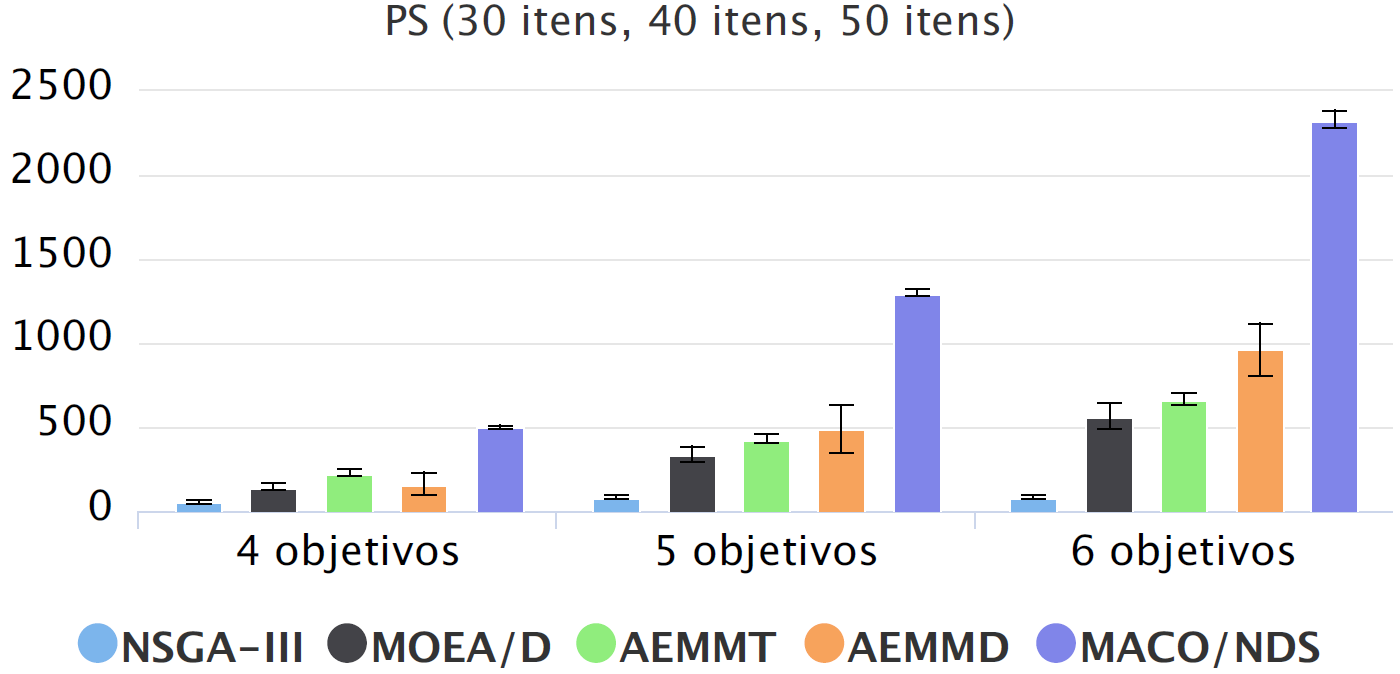 PS (30 itens, 40 itens, 50 itens)
2500
2000
1500
1000
500
0
4 objetivos 5 objetivos 6 objetivos
NSGA-III MOEA/D AEMMT AEMMD MACO/NDS